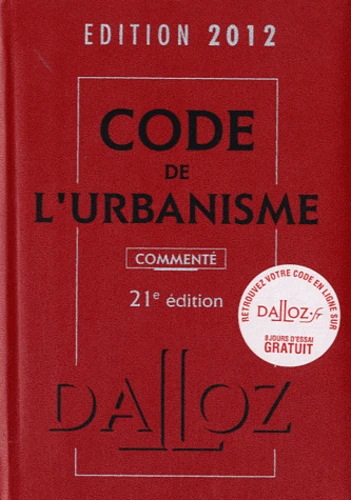 EDITION 2012
CODE
DE
L'URBANISME
COMMENTÉ
21e édition
RETROUVEZ VOTRE CODE EN LIGNE SUR
DALLOZ.fr
8 JOURS D'ESSAI
GRATUIT
DALLOZ